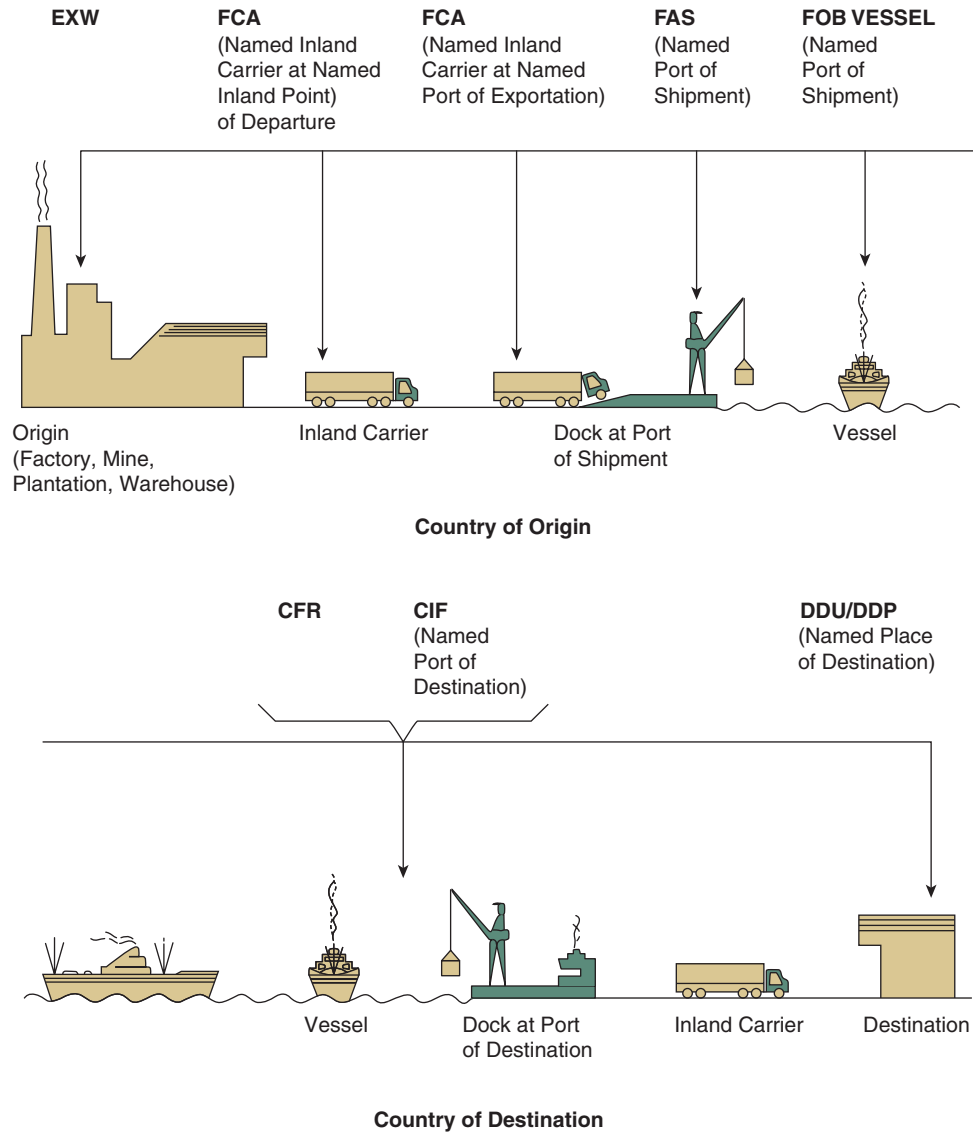 EXW
FCA
(Named Inland
Carrier at Named
Inland Point)
of Departure
FCA
(Named Inland
Carrier at Named
Port of Exportation)
FAS
(Named
Port of
Shipment)
FOB VESSEL
(Named
Port of
Shipment)
Origin
(Factory, Mine,
Plantation, Warehouse)
Inland Carrier
Dock at Port
of Shipment
Vessel
Country of Origin
CFR
CIF
(Named
Port of
Destination)
DDU/DDP
(Named Place
of Destination)
Vessel
Dock at Port
of Destination
Inland Carrier
Destination
Country of Destination